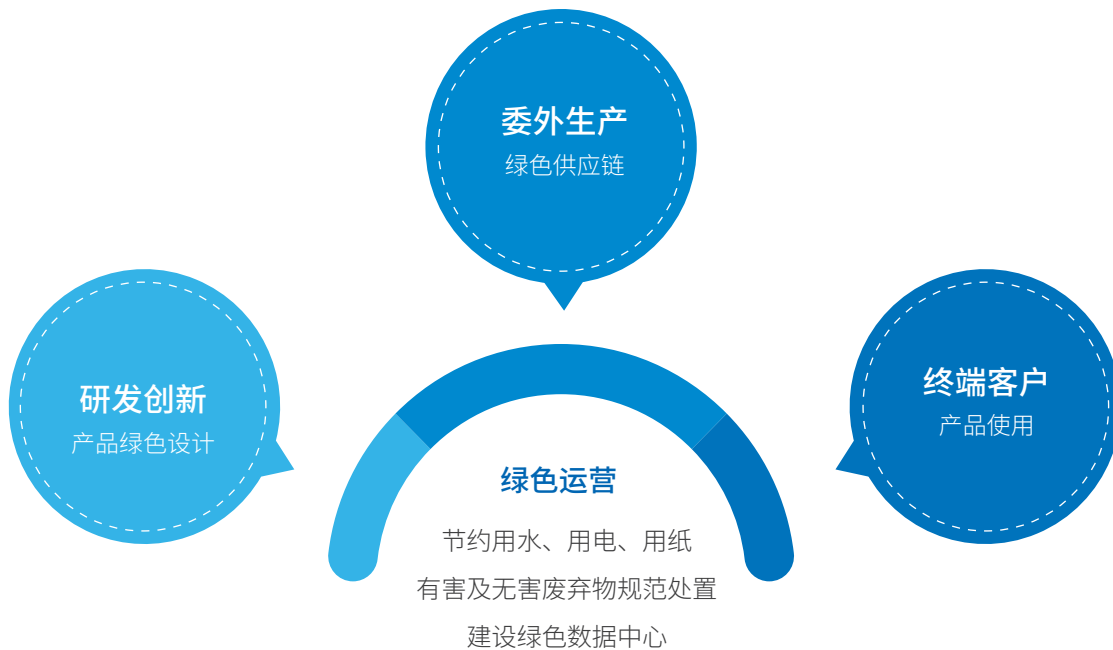 委外生产
绿色供应链
研发创新
产品绿色设计
终端客户
产品使用
绿色运营
节约用水、用电、用纸
有害及无害废弃物规范处置
建设绿色数据中心